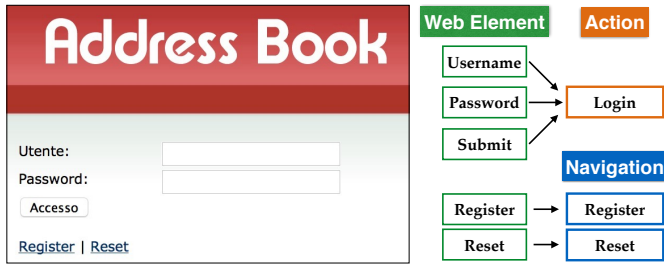 Address Book
Utente:
Password:
Accesso
Register | Reset
Web Element
Action
Username
Password
Login
Submit
Navigation
Register
Register
Reset
Reset